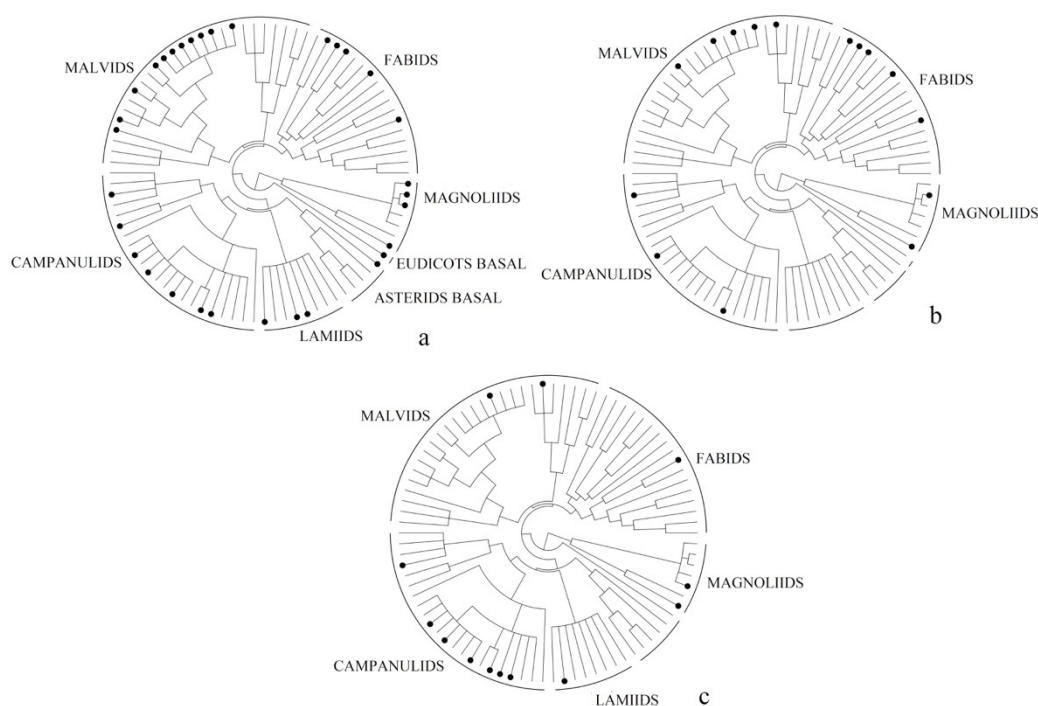 MALVIDS
FABIDS
MAGNOLIIDS
EUDICOTS BASAL
CAMPANULIDS
ASTERIDS BASAL
LAMIIDS
a
MALVIDS
FABIDS
MAGNOLIIDS
CAMPANULIDS
b
MALVIDS
FABIDS
MAGNOLIIDS
CAMPANULIDS
LAMIIDS
c